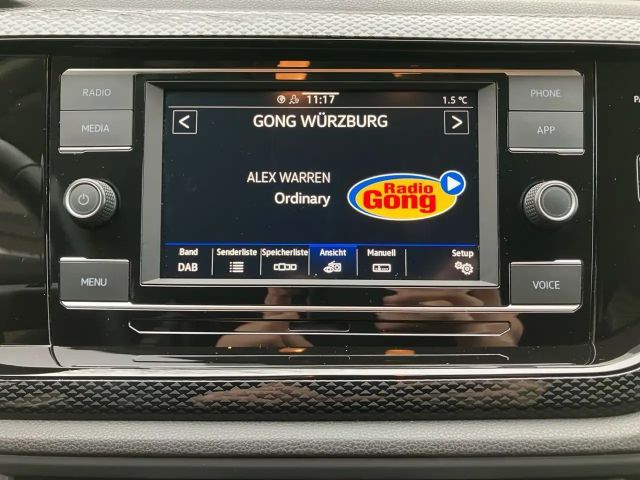 RADIO
MEDIA
MENU
11:17
1.5 °C
GONG WÜRZBURG
ALEX WARREN
Ordinary
Radio
Gong
Band
DAB
Senderliste
Speicherliste
Ansicht
Manuell
Setup
PHONE
APP
VOICE